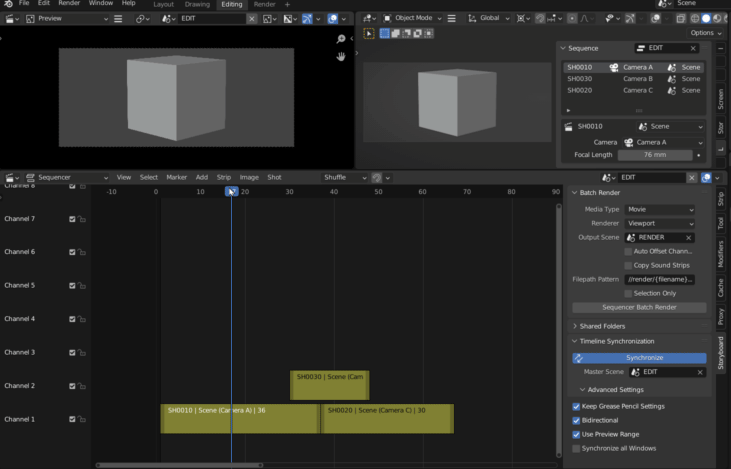 File Edit Render Window Help Layout Drawing Editing Render + Scene
Preview EDIT
Object Mode Global
Options
Sequence EDIT
SH0010 Camera A Scene
SH0030 Camera B Scene
SH0020 Camera C Scene
SH0010 Scene
Camera Camera A
Focal Length 76 mm
Screen
Stor
Sequencer View Select Marker Add Strip Image Shot Shuffle EDIT
-10 0 10 20 30 40 50 60 70 80 90
Channel 8
Channel 7
Channel 6
Channel 5
Channel 4
Channel 3
Channel 2
Channel 1
SH0030 | Scene (Cam
SH0010 | Scene (Camera A) | 36
SH0020 | Scene (Camera C) | 30
Batch Render
Media Type Movie
Renderer Viewport
Output Scene RENDER
Auto Offset Chann...
Copy Sound Strips
Filepath Pattern //render/{filename}...
Selection Only
Sequencer Batch Render
Shared Folders
Timeline Synchronization
Synchronize
Master Scene EDIT
Advanced Settings
Keep Grease Pencil Settings
Bidirectional
Use Preview Range
Synchronize all Windows
Strip
Tool
Modifiers
Cache
Proxy
Storyboard